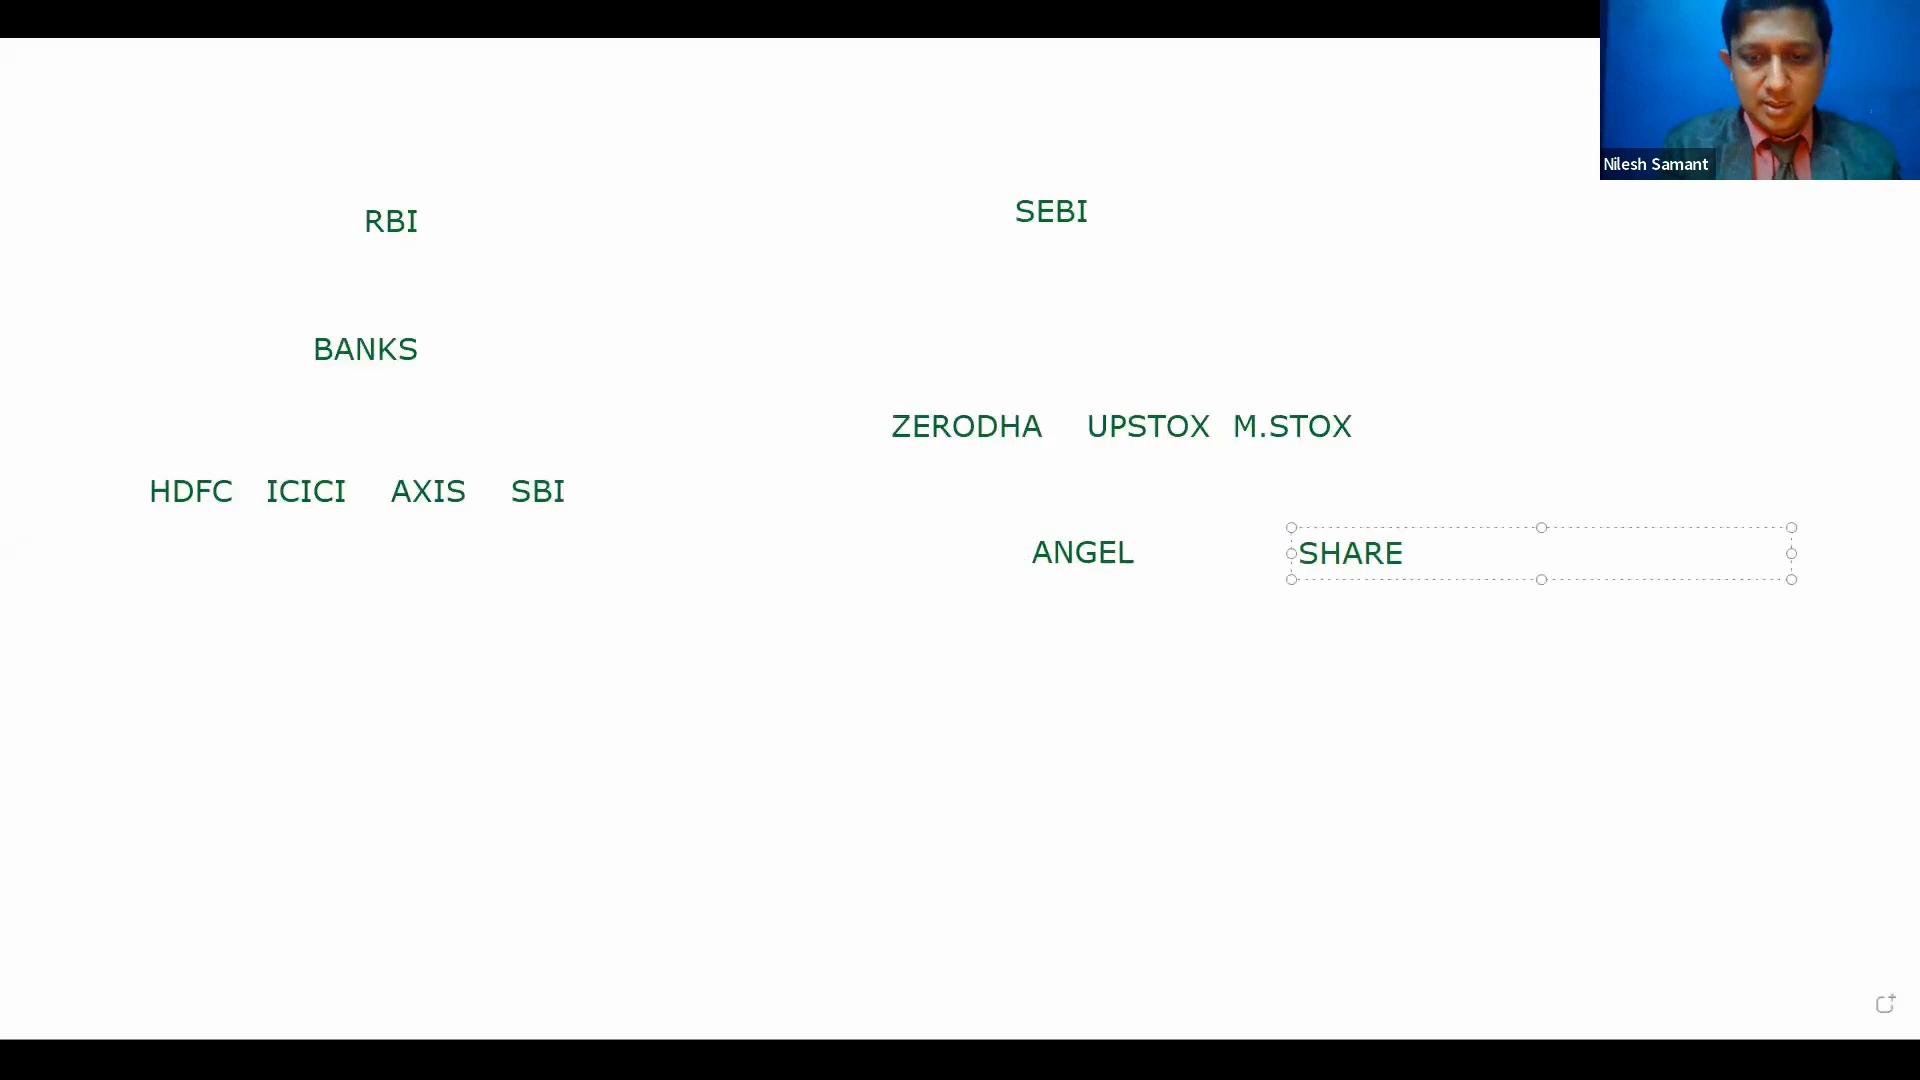 Nilesh Samant
RBI
SEBI
BANKS
ZERODHA UPSTOX M.STOX
HDFC ICICI AXIS SBI
ANGEL SHARE